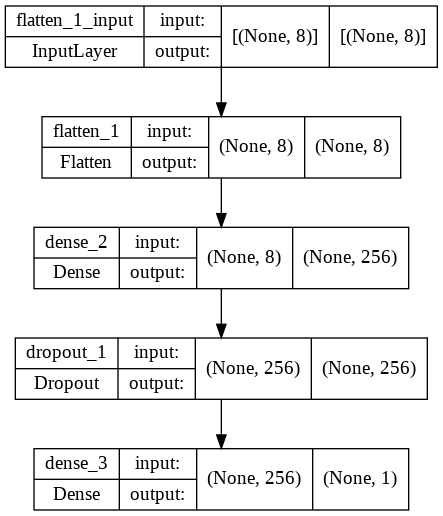 flatten_1_input input: [(None, 8)] [(None, 8)]
InputLayer output:
flatten_1 input: (None, 8) (None, 8)
Flatten output:
dense_2 input: (None, 8) (None, 256)
Dense output:
dropout_1 input: (None, 256) (None, 256)
Dropout output:
dense_3 input: (None, 256) (None, 1)
Dense output: